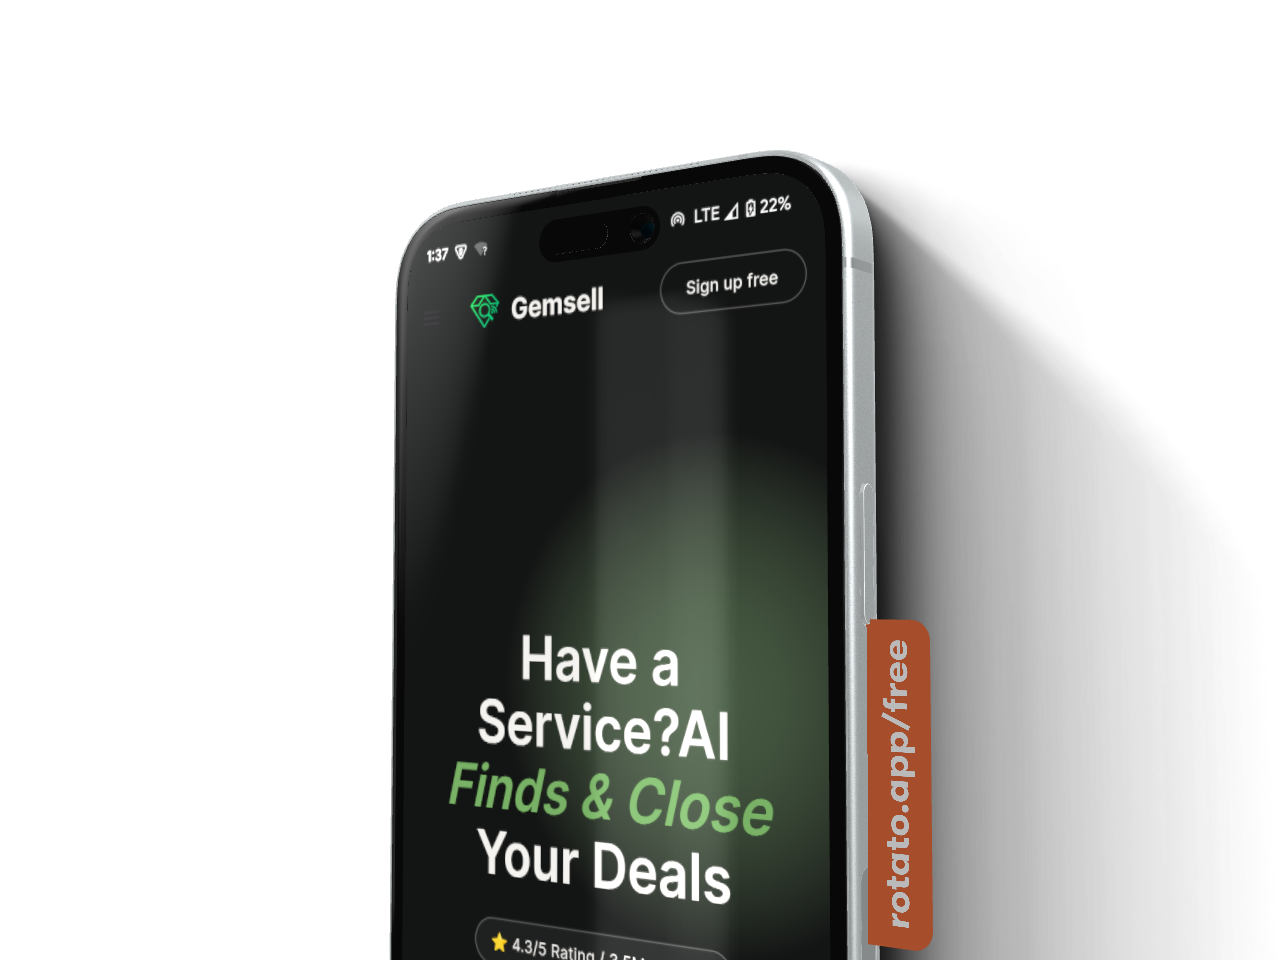 1:37 LTE 22%
Gemsell
Sign up free
Have a
Service?AI
Finds & Close
Your Deals
4.3/5 Rating /
rotato.app/free